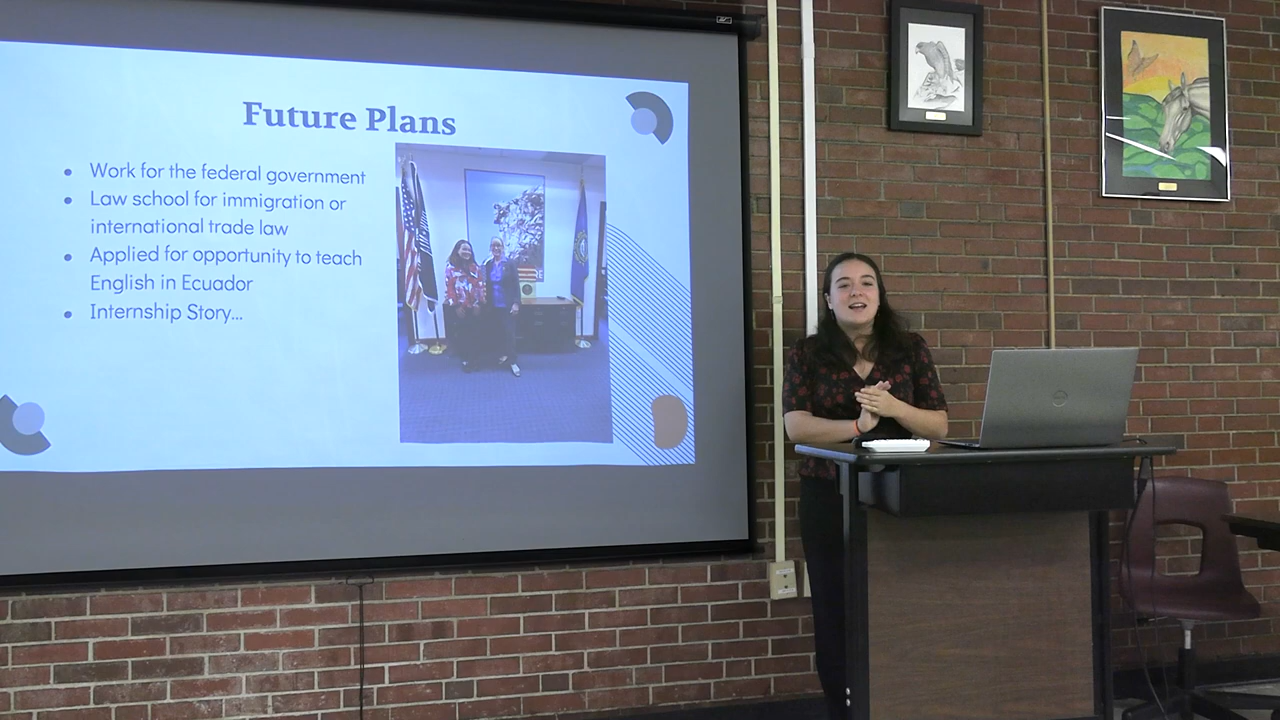 Future Plans
• Work for the federal government
• Law school for immigration or
international trade law
• Applied for opportunity to teach
English in Ecuador
• Internship Story...